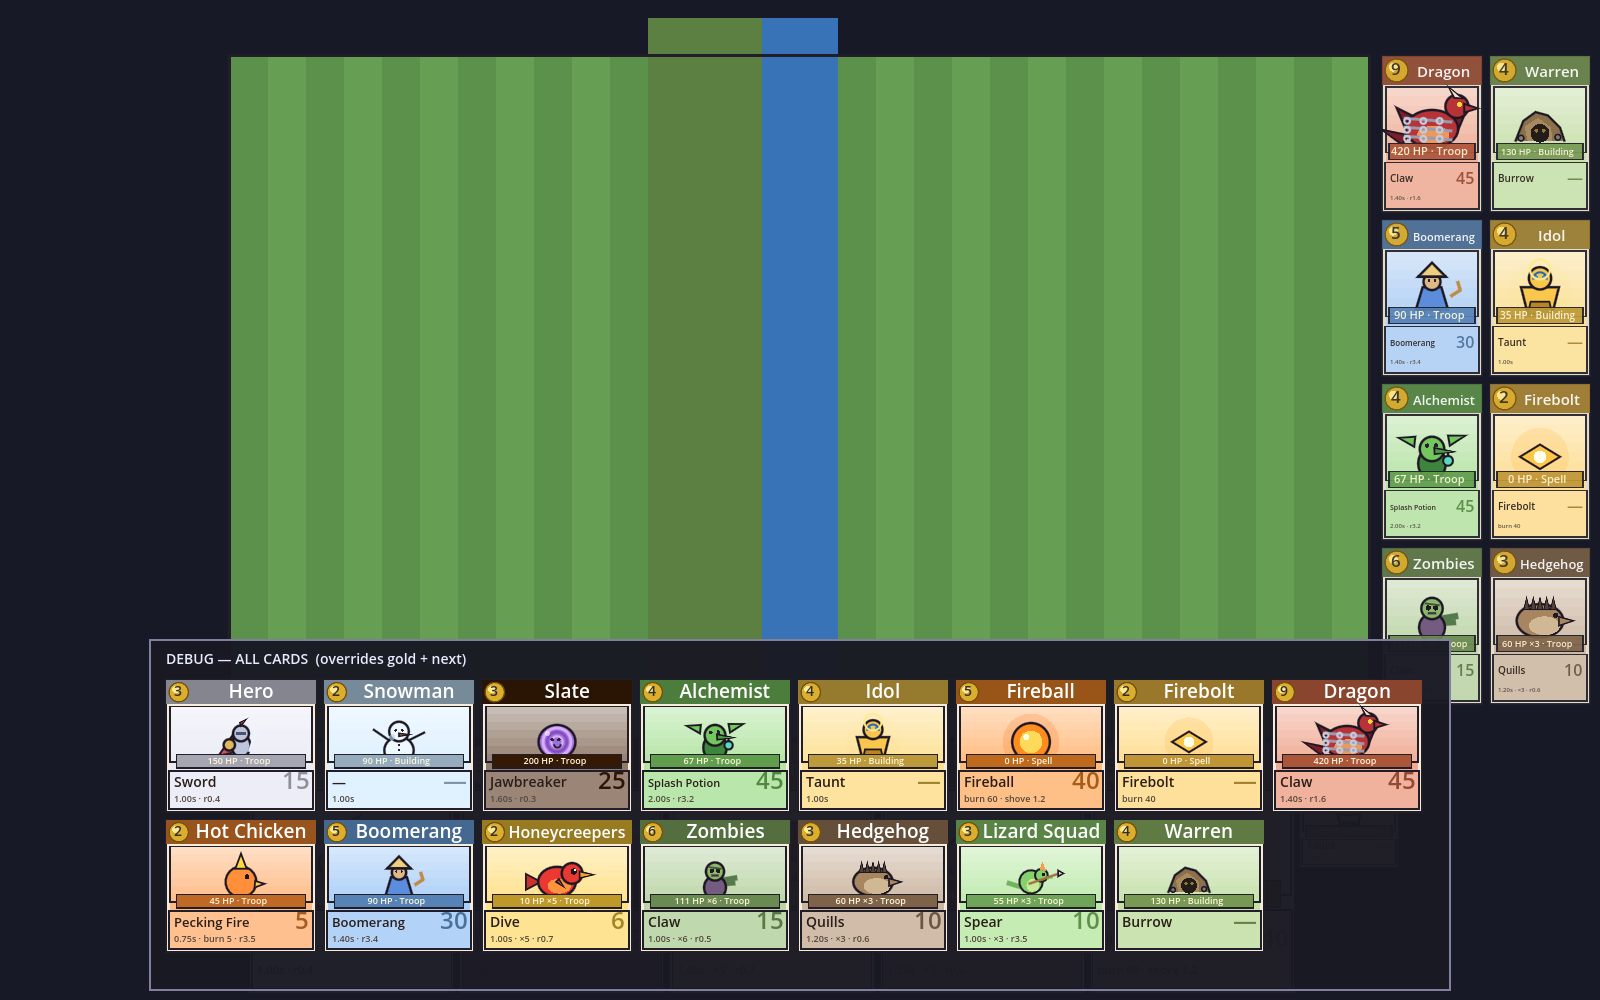 9 Dragon
420 HP · Troop
Claw 45
1.40s · r1.6
4 Warren
130 HP · Building
Burrow —
5 Boomerang
90 HP · Troop
Boomerang 30
1.40s · r3.4
4 Idol
35 HP · Building
Taunt —
1.00s
4 Alchemist
67 HP · Troop
Splash Potion 45
2.00s · r3.2
2 Firebolt
0 HP · Spell
Firebolt —
burn 40
6 Zombies
oop
15
3 Hedgehog
60 HP ×3 · Troop
Quills 10
1.20s · ×3 · r0.6
DEBUG — ALL CARDS (overrides gold + next)
3 Hero
150 HP · Troop
Sword 15
1.00s · r0.4
2 Snowman
90 HP · Building
— —
1.00s
3 Slate
200 HP · Troop
Jawbreaker 25
1.60s · r0.3
4 Alchemist
67 HP · Troop
Splash Potion 45
2.00s · r3.2
4 Idol
35 HP · Building
Taunt —
1.00s
5 Fireball
0 HP · Spell
Fireball 40
burn 60 · shove 1.2
2 Firebolt
0 HP · Spell
Firebolt —
burn 40
9 Dragon
420 HP · Troop
Claw 45
1.40s · r1.6
2 Hot Chicken
45 HP · Troop
Pecking Fire 5
0.75s · burn 5 · r3.5
5 Boomerang
90 HP · Troop
Boomerang 30
1.40s · r3.4
2 Honeycreepers
10 HP ×5 · Troop
Dive 6
1.00s · ×5 · r0.7
6 Zombies
111 HP ×6 · Troop
Claw 15
1.00s · ×6 · r0.5
3 Hedgehog
60 HP ×3 · Troop
Quills 10
1.20s · ×3 · r0.6
3 Lizard Squad
55 HP ×3 · Troop
Spear 10
1.00s · ×3 · r3.5
4 Warren
130 HP · Building
Burrow —